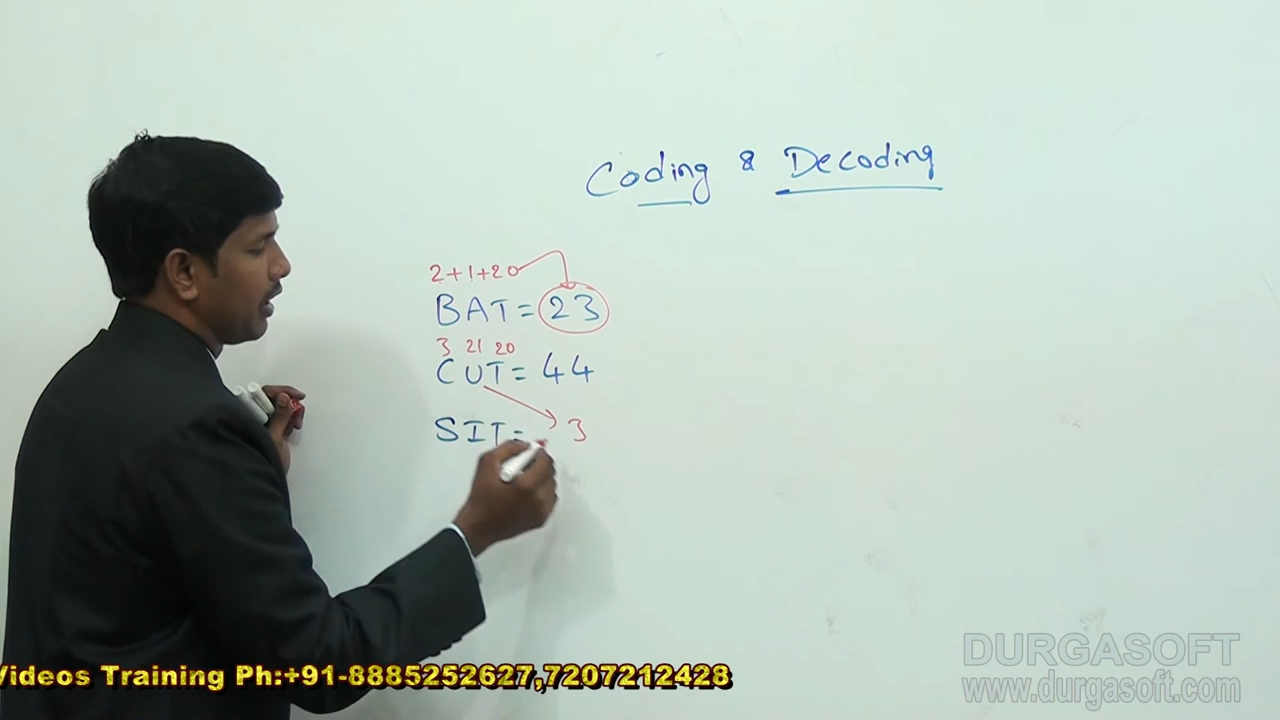 Coding & Decoding
2+1+20
BAT = 23
3 21 20
CUT = 44
3
SIT =
Videos Training Ph:+91-8885252627,7207212428
DURGASOFT
www.durgasoft.com